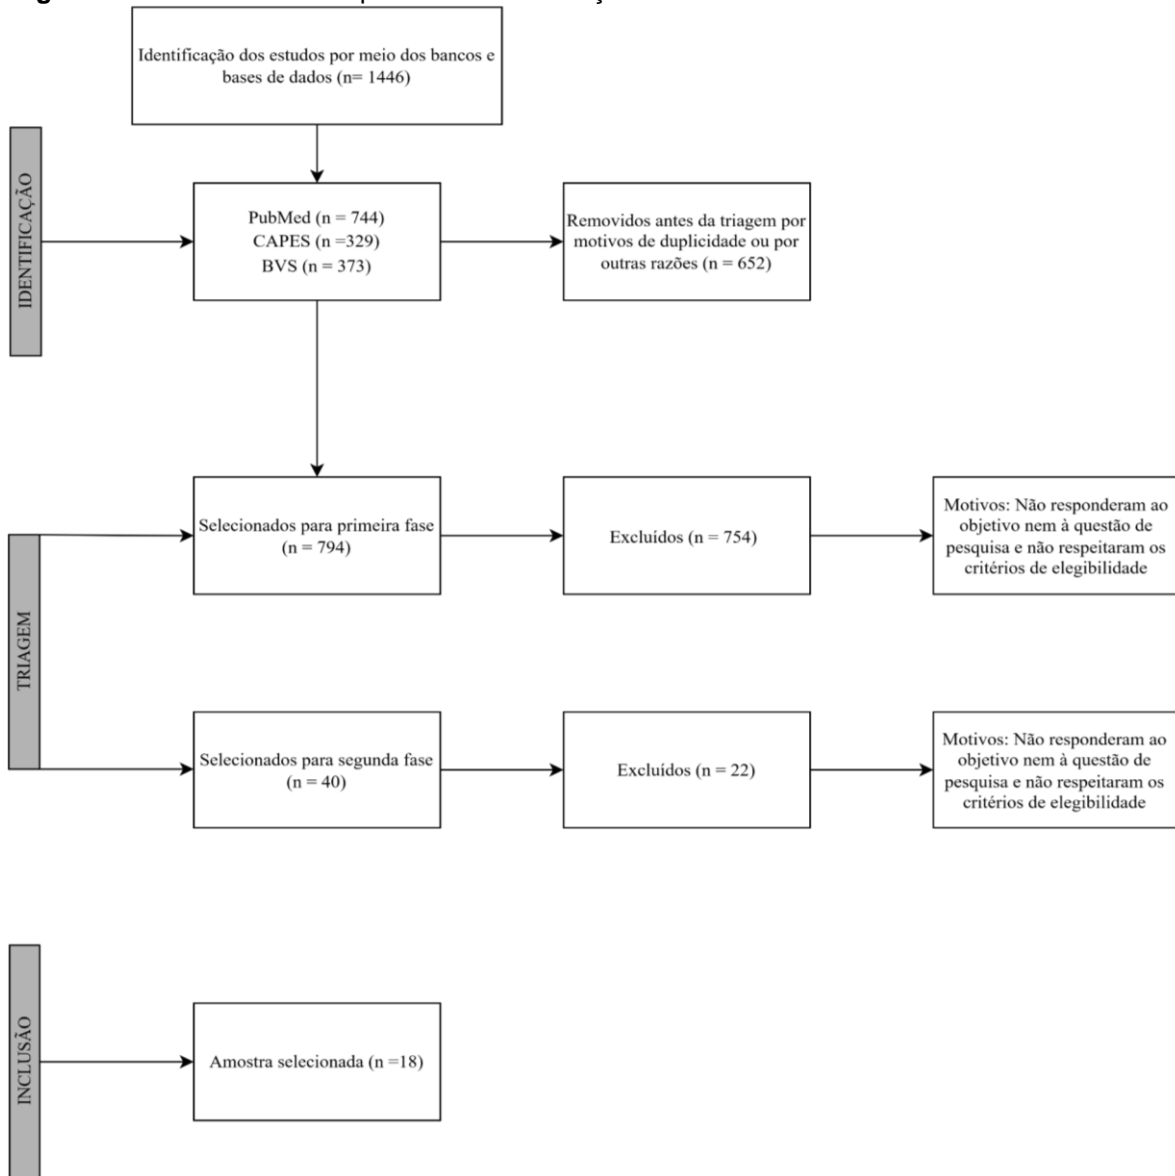 Identificação dos estudos por meio dos bancos e
bases de dados (n= 1446)
IDENTIFICAÇÃO
PubMed (n = 744)
CAPES (n =329)
BVS (n = 373)
Removidos antes da triagem por
motivos de duplicidade ou por
outras razões (n = 652)
TRIAGEM
Selecionados para primeira fase
(n = 794)
Excluídos (n = 754)
Motivos: Não responderam ao
objetivo nem à questão de
pesquisa e não respeitaram os
critérios de elegibilidade
Selecionados para segunda fase
(n = 40)
Excluídos (n = 22)
Motivos: Não responderam ao
objetivo nem à questão de
pesquisa e não respeitaram os
critérios de elegibilidade
INCLUSÃO
Amostra selecionada (n =18)